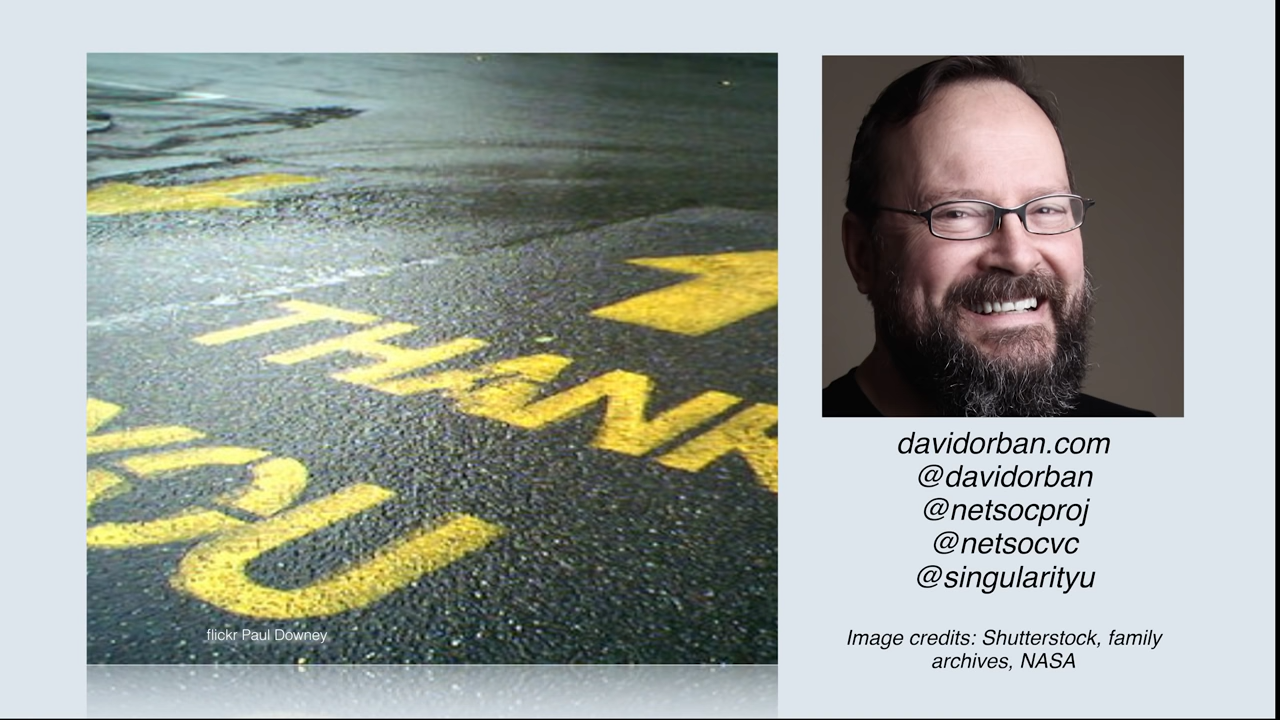 THANK
YOU
flickr Paul Downey
davidorban.com
@davidorban
@netsocproj
@netsocvc
@singularityu
Image credits: Shutterstock, family
archives, NASA